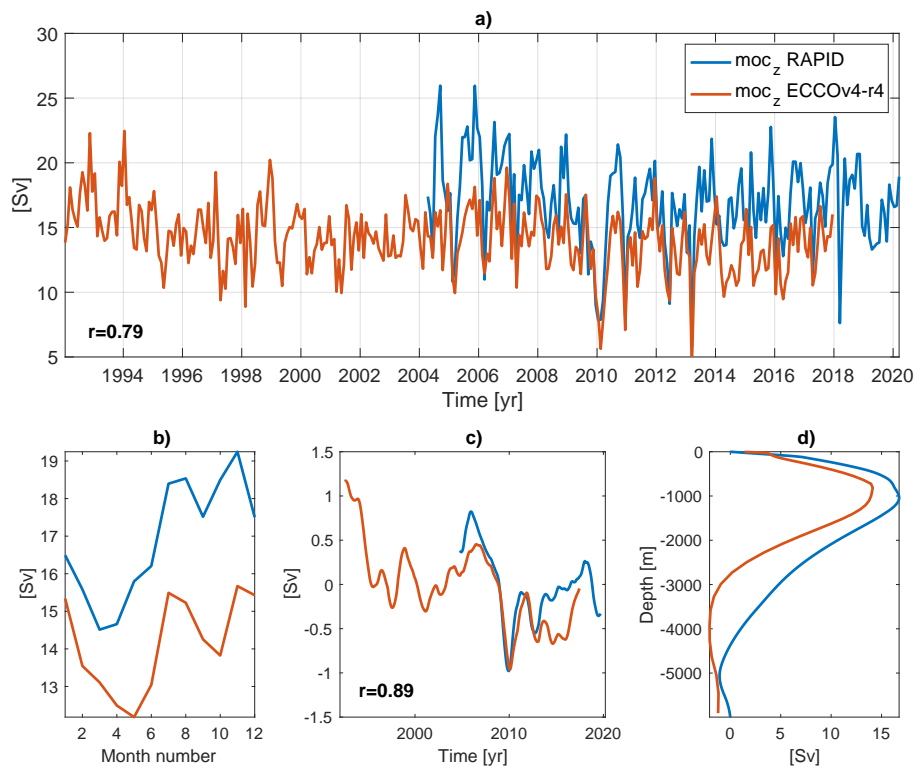 a)
30
25
20
15
10
5
[Sv]
moc_z RAPID
moc_z ECCOv4-r4
r=0.79
1994 1996 1998 2000 2002 2004 2006 2008 2010 2012 2014 2016 2018 2020
Time [yr]
b)
19
18
17
16
15
14
13
[Sv]
2 4 6 8 10 12
Month number
c)
1.5
1
0.5
0
-0.5
-1
-1.5
[Sv]
r=0.89
2000 2010 2020
Time [yr]
d)
0
-1000
-2000
-3000
-4000
-5000
Depth [m]
0 5 10 15
[Sv]